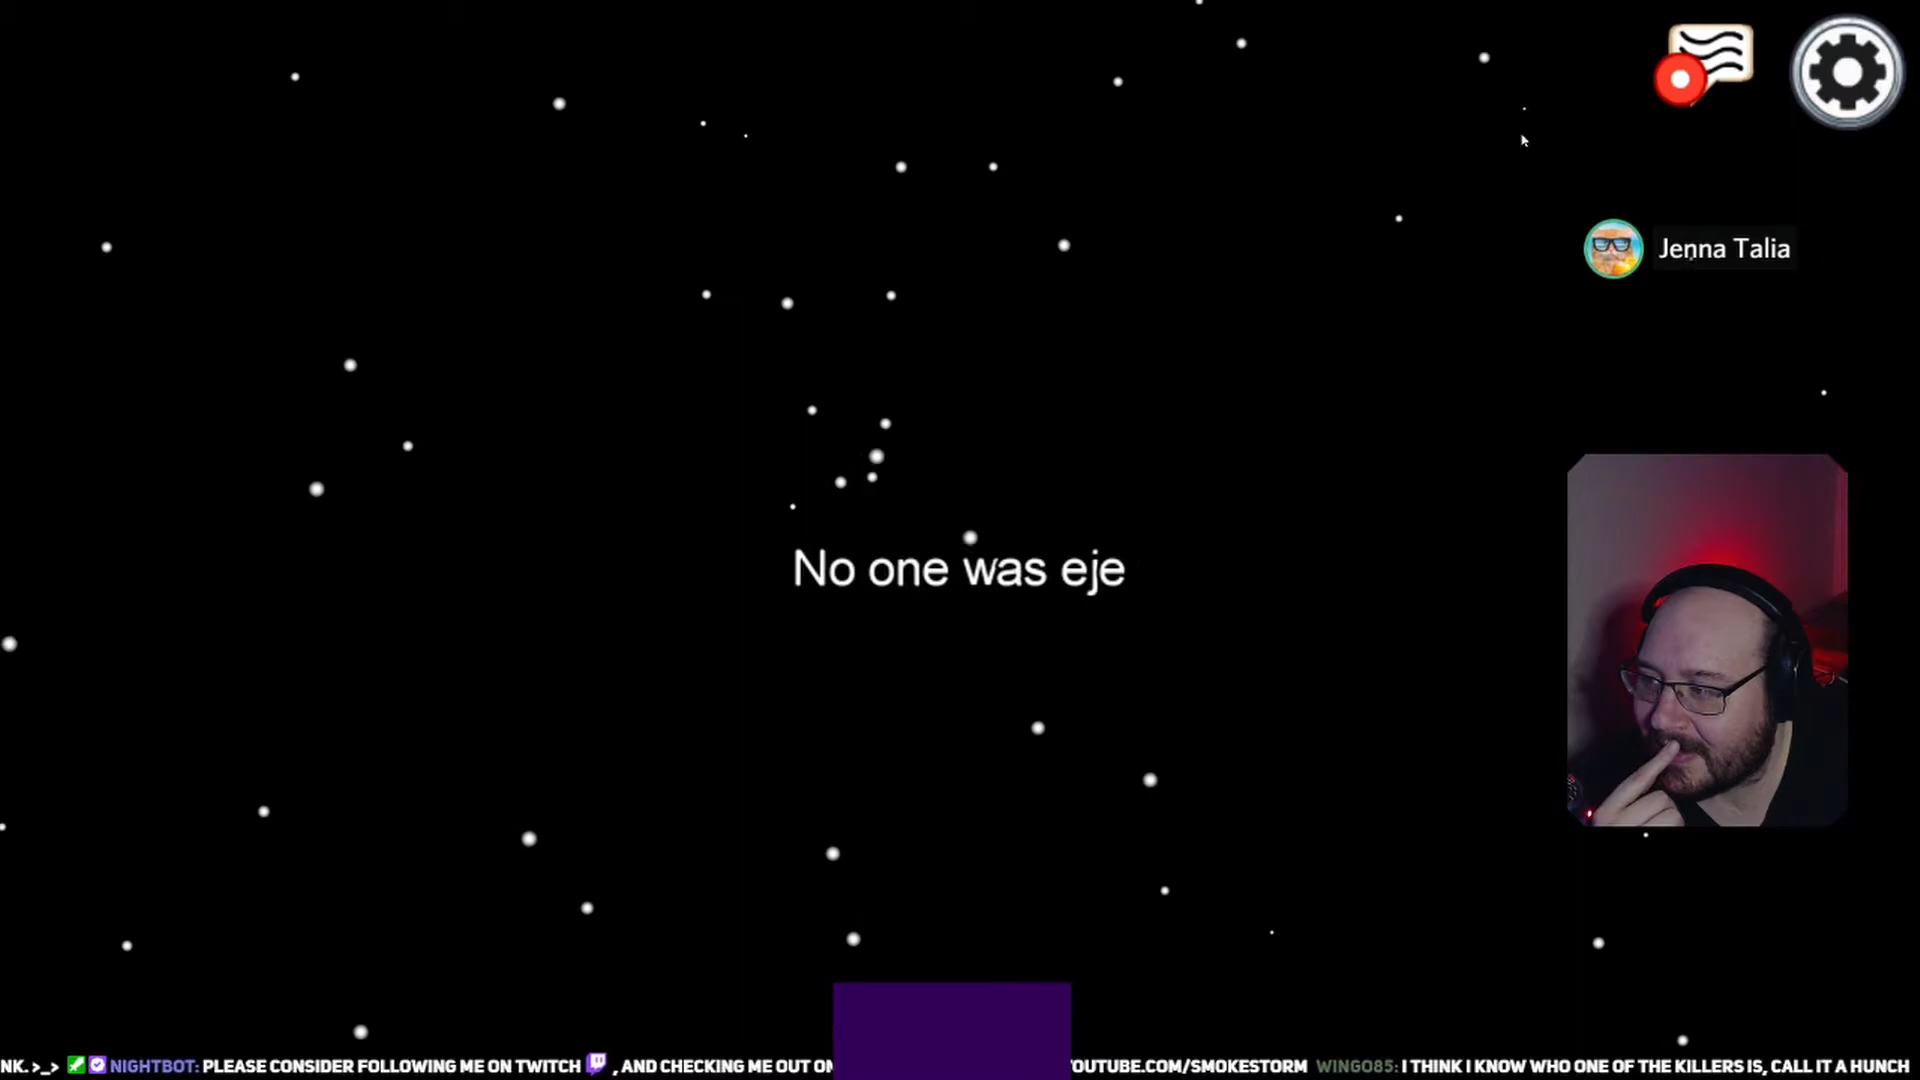 Jenna Talia
No one was eje
NK. >_> NIGHTBOT: PLEASE CONSIDER FOLLOWING ME ON TWITCH , AND CHECKING ME OUT ON OUTUBE.COM/SMOKESTORM WINGO85: I THINK I KNOW WHO ONE OF THE KILLERS IS, CALL IT A HUNCH